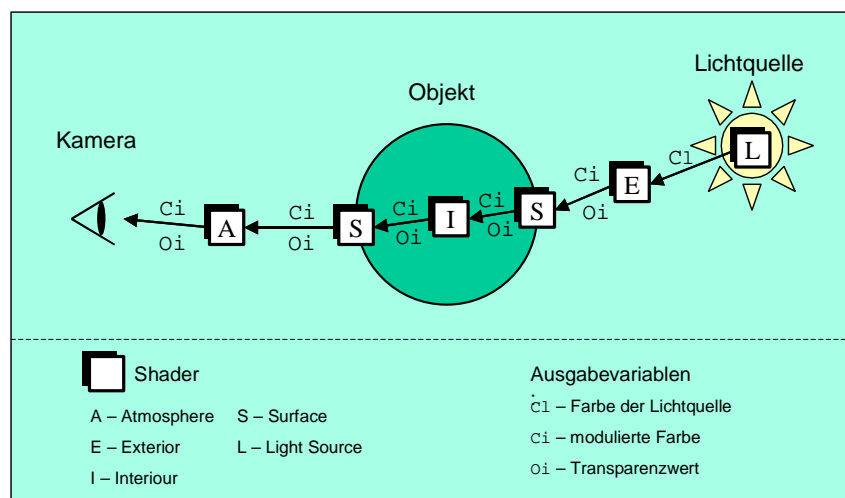 Lichtquelle
Objekt
Kamera
L
Cl
E
Ci
Oi
S
Ci
Oi
I
Ci
Oi
S
Ci
Oi
A
Ci
Oi
Shader
A – Atmosphere
S – Surface
E – Exterior
L – Light Source
I – Interiour
Ausgabevariablen
Cl – Farbe der Lichtquelle
Ci – modulierte Farbe
Oi – Transparenzwert